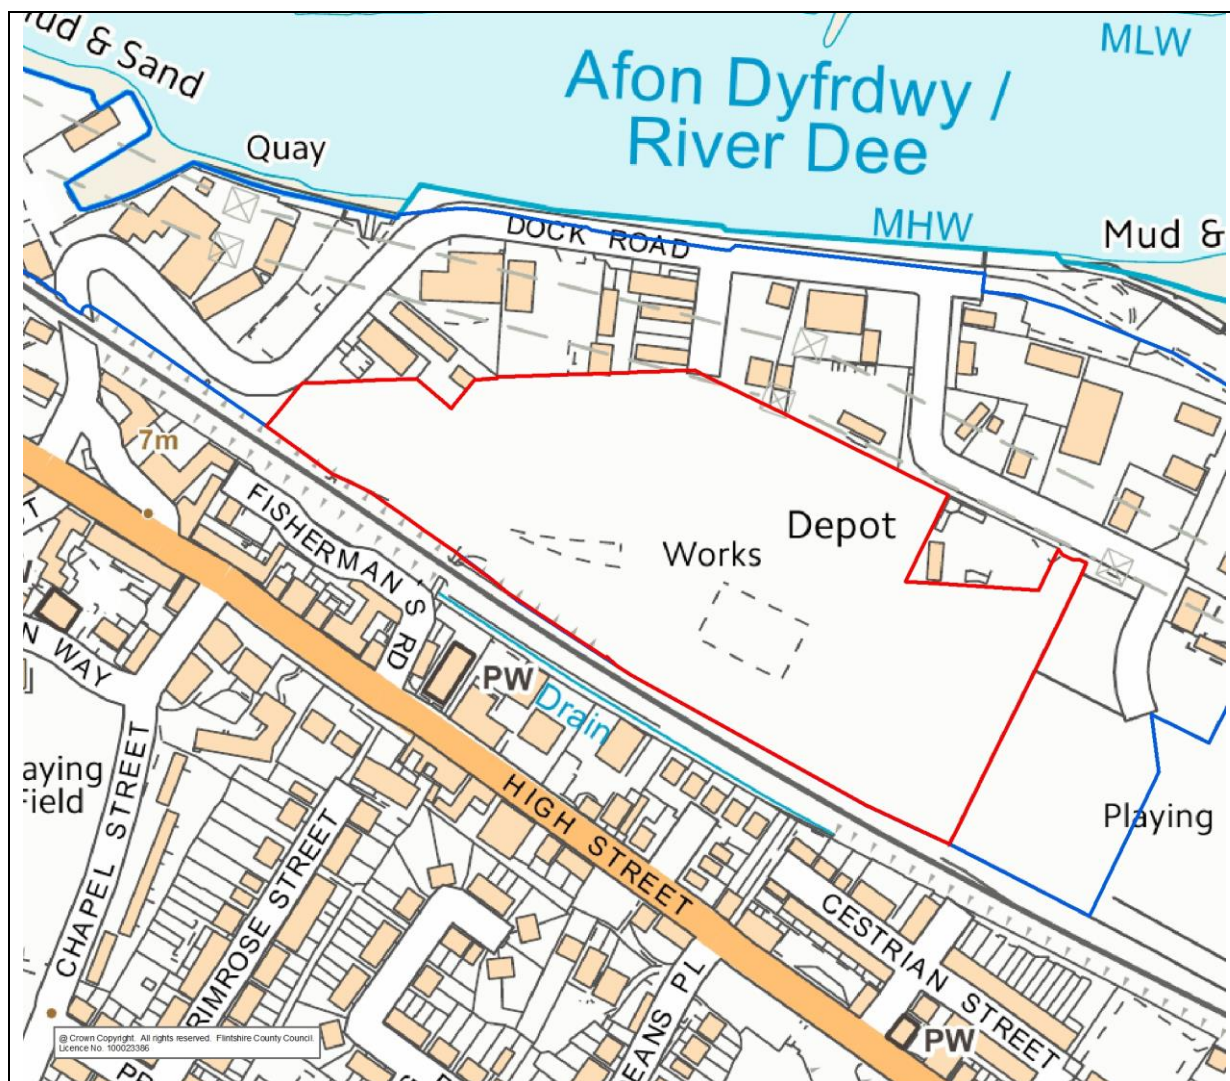 Mud & Sand
MLW
Afon Dyfrdwy /
River Dee
Quay
MHW
Mud &
DOCK ROAD
7m
Depot
Works
FISHERMAN'S RD
WAY
PW
Drain
aying
Field
CHAPEL STREET
PRIMROSE STREET
HIGH STREET
Playing
CESTRIAN STREET
EANS PL
PW
@ Crown Copyright. All rights reserved. Flintshire County Council.
Licence No. 100023386